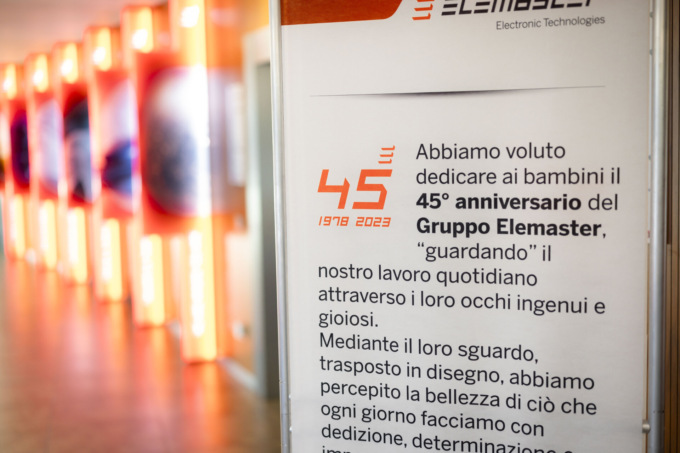 ELEMASTER
Electronic Technologies
45
1978 2023
Abbiamo voluto
dedicare ai bambini il
45° anniversario del
Gruppo Elemaster,
“guardando” il
nostro lavoro quotidiano
attraverso i loro occhi ingenui e
gioiosi.
Mediante il loro sguardo,
trasposto in disegno, abbiamo
percepito la bellezza di ciò che
ogni giorno facciamo con
dedizione, determinazione